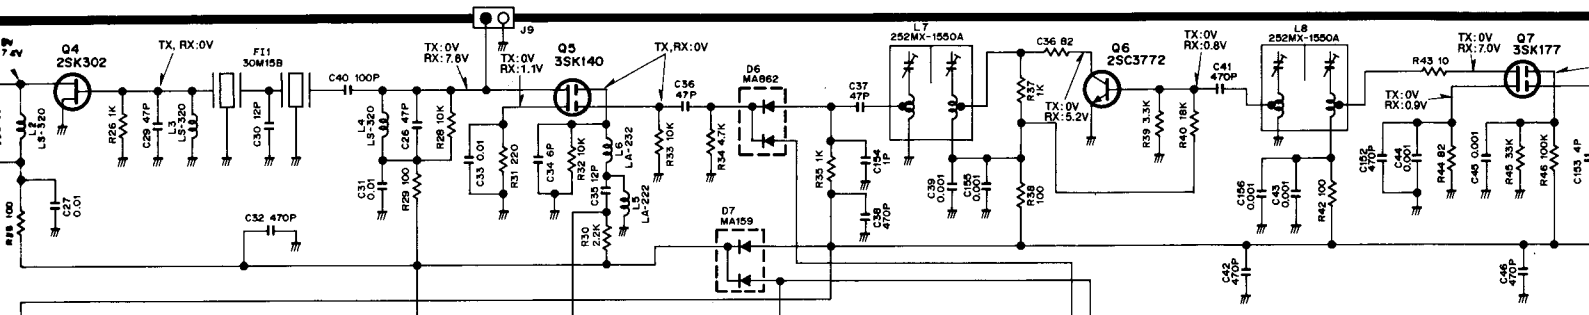 J9
Q4
2SK302
TX, RX:0V
FI1
30M15B
C40 100P
TX:0V
RX:7.6V
TX:0V
RX:1.1V
Q5
3SK140
TX,RX:0V
C36
47P
D6
MA862
C37
47P
L7
252MX-1550A
C36 82
R37
1K
TX:0V
RX:5.2V
Q6
2SC3772
TX:0V
RX:0.8V
C41
470P
L8
252MX-1550A
R43 10
TX:0V
RX:7.0V
TX:0V
RX:0.9V
Q7
3SK177
LS-320
R26 1K
C29 47P
L3
LS-320
C30 12P
L4
LS-320
C26 47P
R28 10K
C31
0.01
R29 100
C33 0.01
R31 220
C34 6P
R32 10K
L6
LA-232
C35 12P
L5
LA-222
R30
2.2K
R33 10K
R34 4.7K
R35 1K
C154
1P
C38
470P
C39
0.001
C155
0.001
R38
100
R39 3.3K
R40 18K
C156
0.001
C43
0.001
R42 100
C152
470P
C44
0.001
R44 82
C45 0.001
R45 33K
R46 100K
C153 4P
C27
0.01
C32 470P
D7
MA159
C42
470P
C46
470P